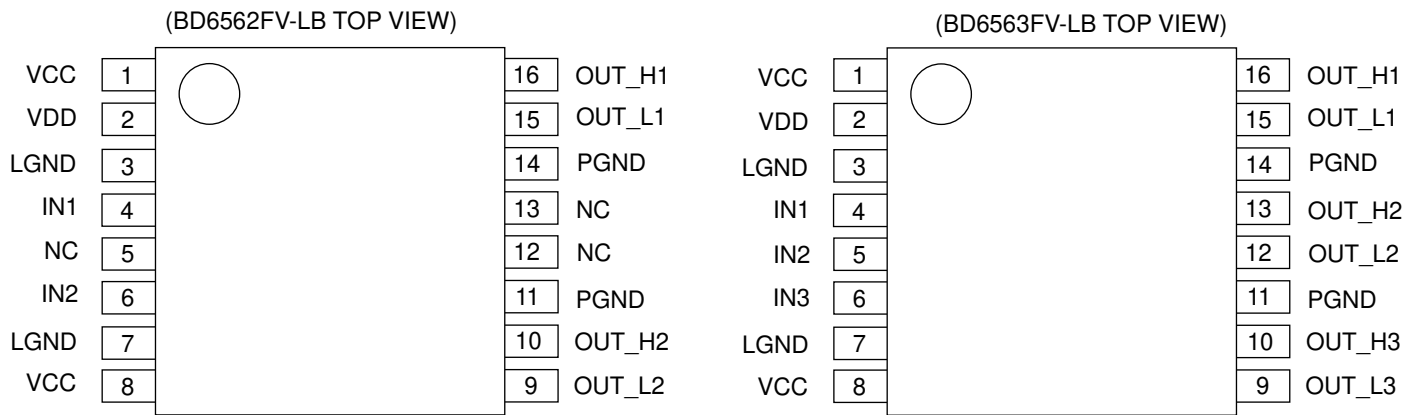 (BD6562FV-LB TOP VIEW)
VCC 1 16 OUT_H1
VDD 2 15 OUT_L1
LGND 3 14 PGND
IN1 4 13 NC
NC 5 12 NC
IN2 6 11 PGND
LGND 7 10 OUT_H2
VCC 8 9 OUT_L2
(BD6563FV-LB TOP VIEW)
VCC 1 16 OUT_H1
VDD 2 15 OUT_L1
LGND 3 14 PGND
IN1 4 13 OUT_H2
IN2 5 12 OUT_L2
IN3 6 11 PGND
LGND 7 10 OUT_H3
VCC 8 9 OUT_L3